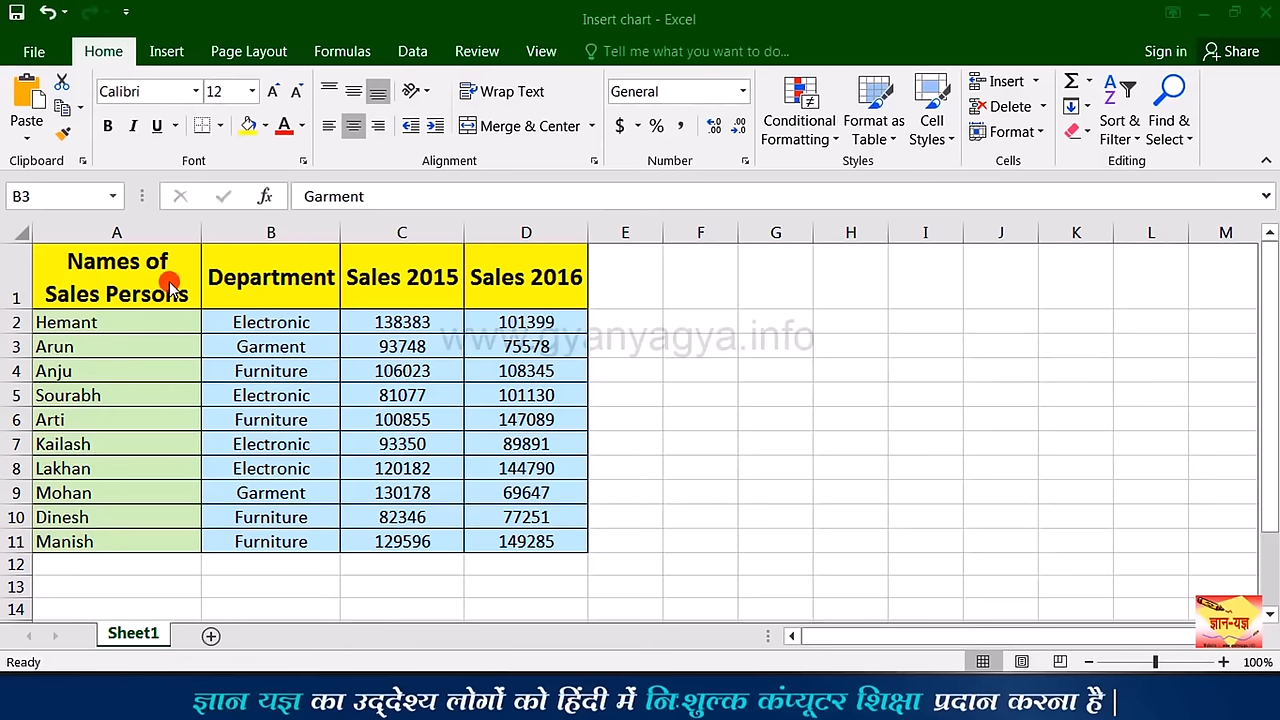 Insert chart - Excel
File Home Insert Page Layout Formulas Data Review View Tell me what you want to do... Sign in Share
Calibri 12 Wrap Text General Insert
Paste B I U Merge & Center $ % , Conditional Formatting Format as Table Cell Styles Delete Sort & Filter Find & Select
Format
Clipboard Font Alignment Number Styles Cells Editing
B3 fx Garment
A B C D E F G H I J K L M
1 Names of Sales Persons Department Sales 2015 Sales 2016
2 Hemant Electronic 138383 101399
www.gyanyagya.info
3 Arun Garment 93748 75578
4 Anju Furniture 106023 108345
5 Sourabh Electronic 81077 101130
6 Arti Furniture 100855 147089
7 Kailash Electronic 93350 89891
8 Lakhan Electronic 120182 144790
9 Mohan Garment 130178 69647
10 Dinesh Furniture 82346 77251
11 Manish Furniture 129596 149285
12
13
14
ज्ञान-यज्ञ
Sheet1
Ready 100%
ज्ञान यज्ञ का उद्देश्य लोगों को हिंदी में निःशुल्क कंप्यूटर शिक्षा प्रदान करना है |